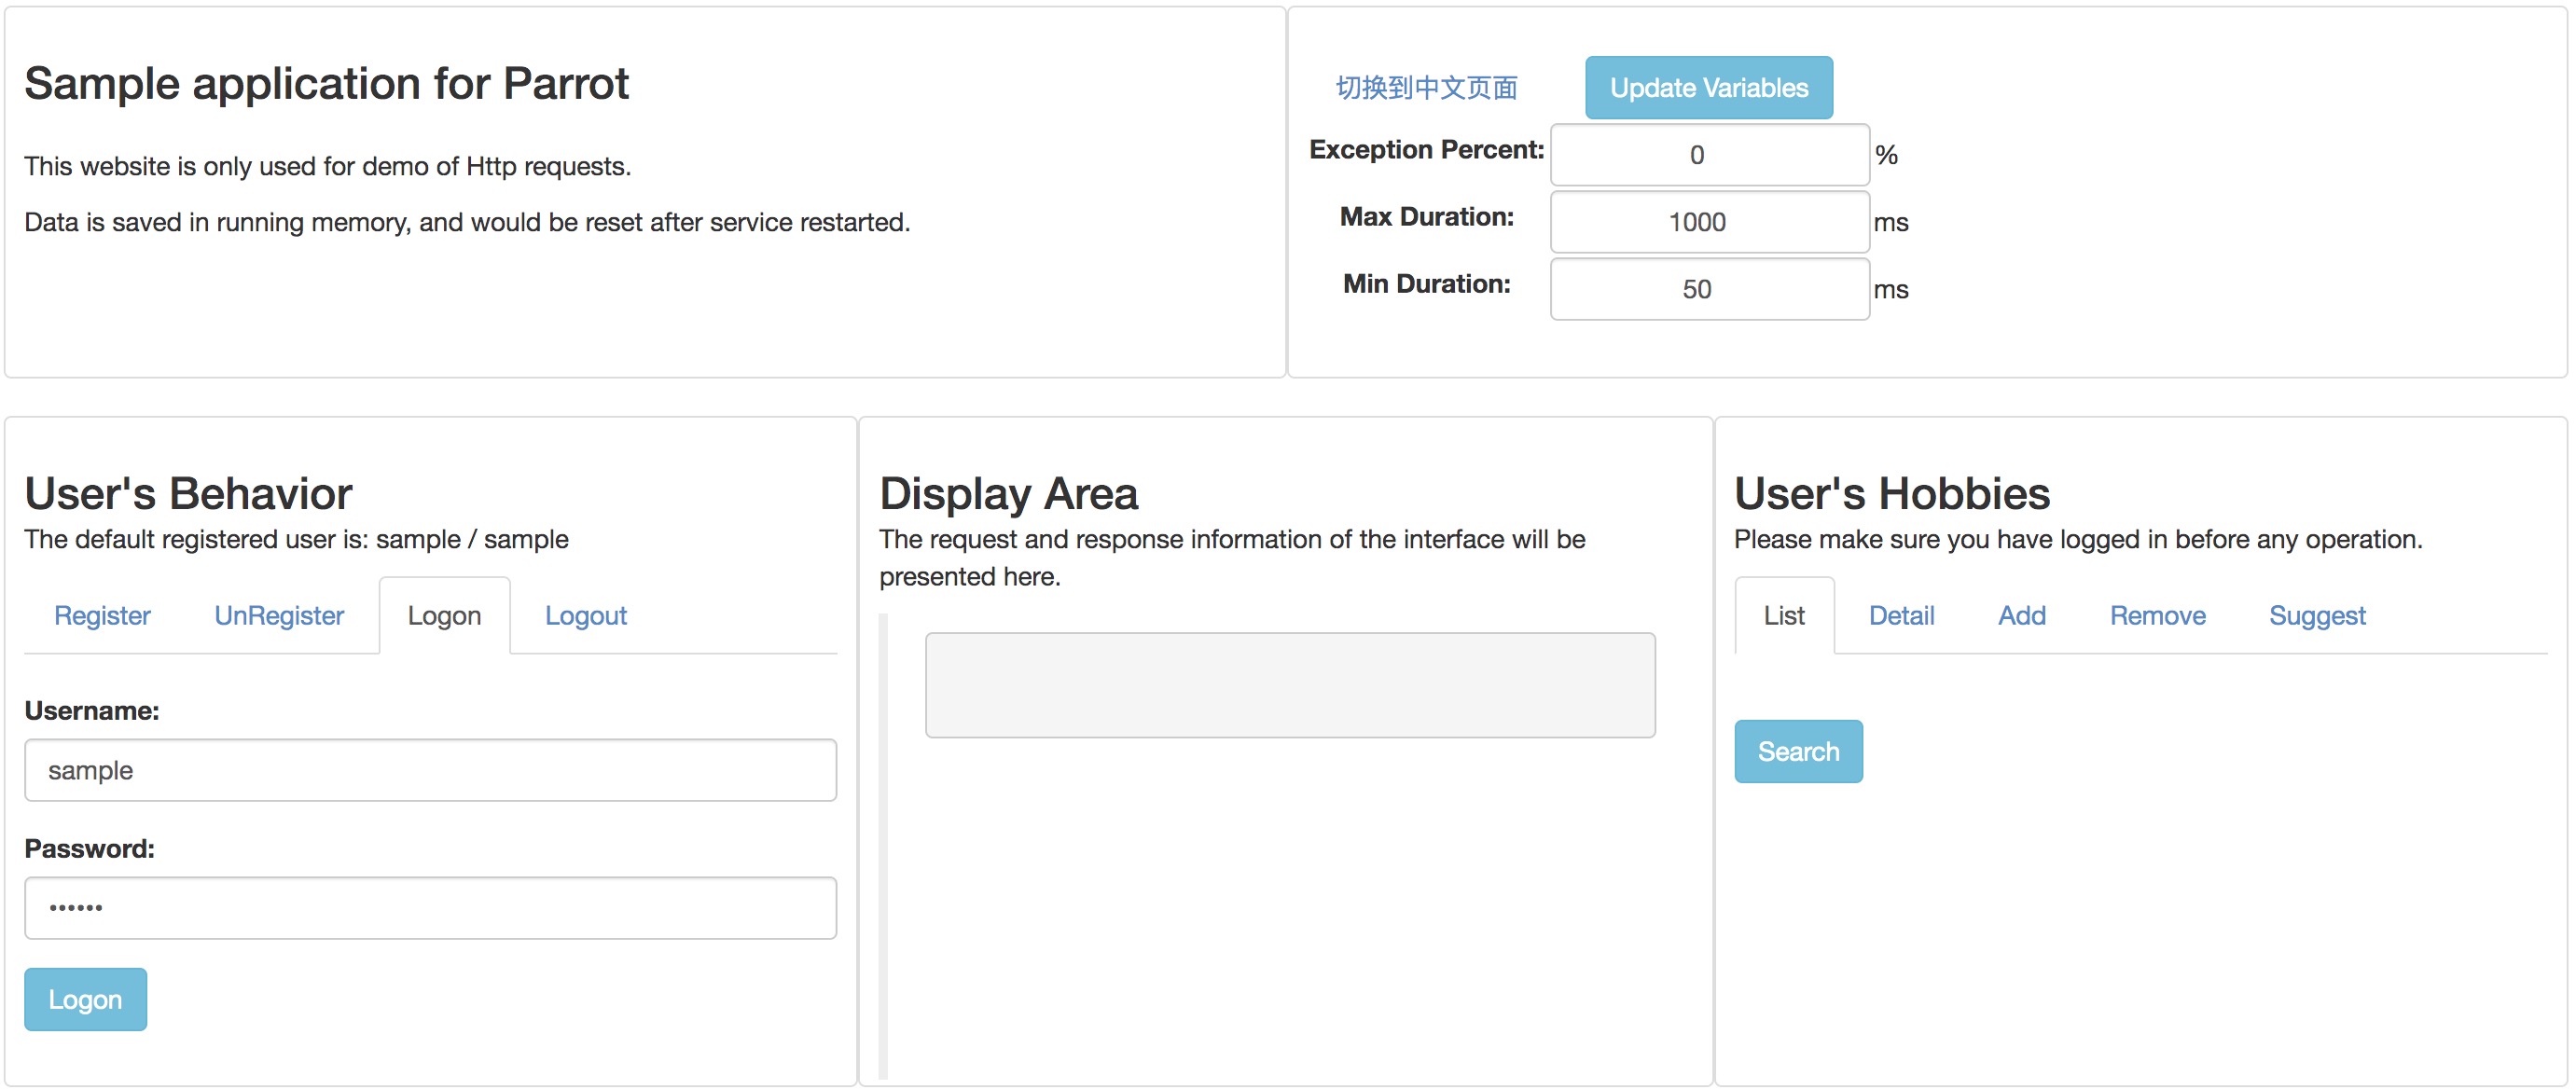 Sample application for Parrot
This website is only used for demo of Http requests.
Data is saved in running memory, and would be reset after service restarted.
切换到中文页面 Update Variables
Exception Percent: 0 %
Max Duration: 1000 ms
Min Duration: 50 ms
User's Behavior
The default registered user is: sample / sample
Register UnRegister Logon Logout
Username:
sample
Password:
••••••
Logon
Display Area
The request and response information of the interface will be
presented here.
User's Hobbies
Please make sure you have logged in before any operation.
List Detail Add Remove Suggest
Search